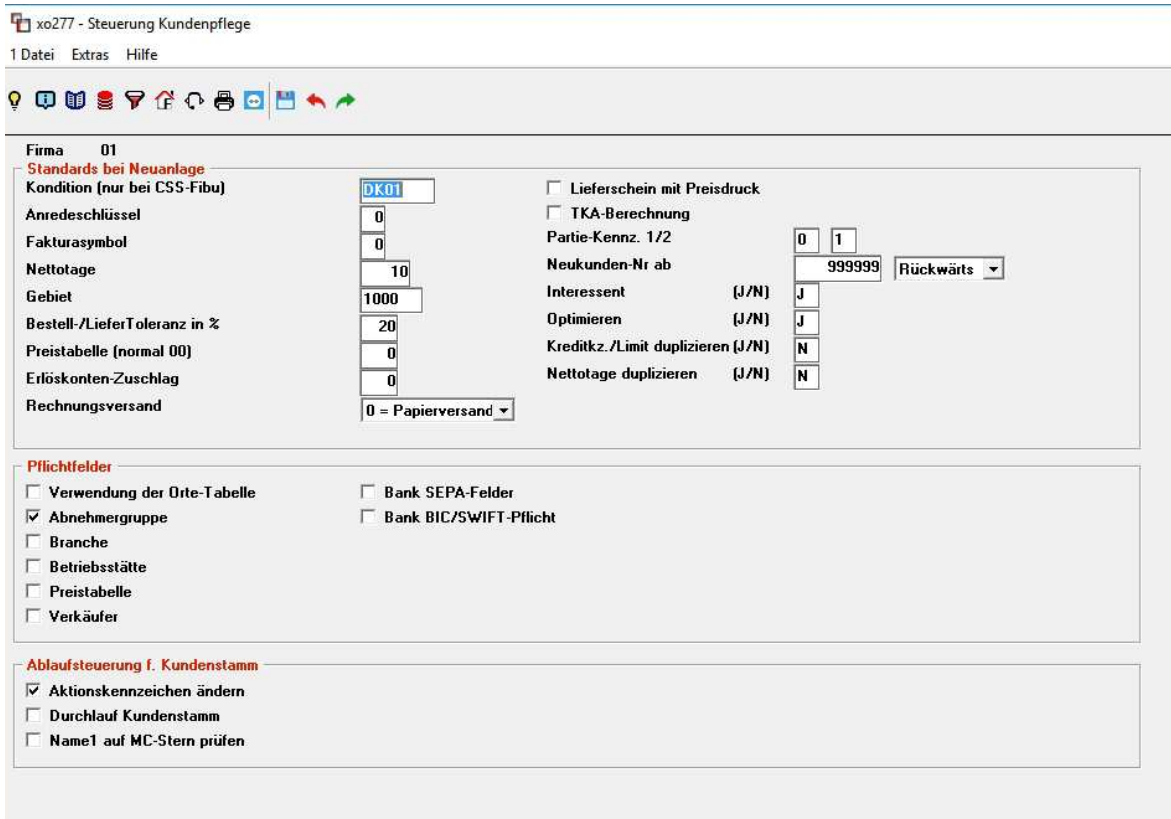 xo277 - Steuerung Kundenpflege
1 Datei Extras Hilfe
Firma 01
Standards bei Neuanlage
Kondition (nur bei CSS-Fibu) DK01
Anredeschlüssel 0
Fakturasymbol 0
Nettotage 10
Gebiet 1000
Bestell-/LieferToleranz in % 20
Preistabelle (normal 00) 0
Erlöskonten-Zuschlag 0
Rechnungsversand 0 = Papierversand
Lieferschein mit Preisdruck
TKA-Berechnung
Partie-Kennz. 1/2 0 1
Neukunden-Nr ab 999999 Rückwärts
Interessent (J/N) J
Optimieren (J/N) J
Kreditkz./Limit duplizieren (J/N) N
Nettotage duplizieren (J/N) N
Pflichtfelder
Verwendung der Orte-Tabelle
Abnehmergruppe
Branche
Betriebsstätte
Preistabelle
Verkäufer
Bank SEPA-Felder
Bank BIC/SWIFT-Pflicht
Ablaufsteuerung f. Kundenstamm
Aktionskennzeichen ändern
Durchlauf Kundenstamm
Name1 auf MC-Stern prüfen